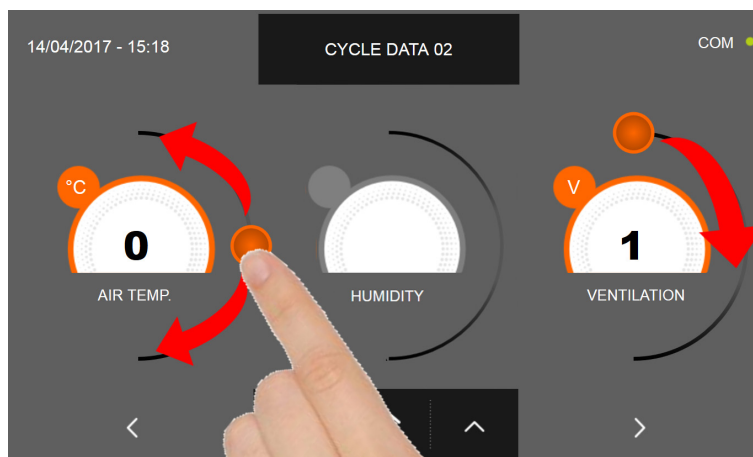 14/04/2017 - 15:18
CYCLE DATA 02
COM
°C
V
0
1
AIR TEMP.
HUMIDITY
VENTILATION